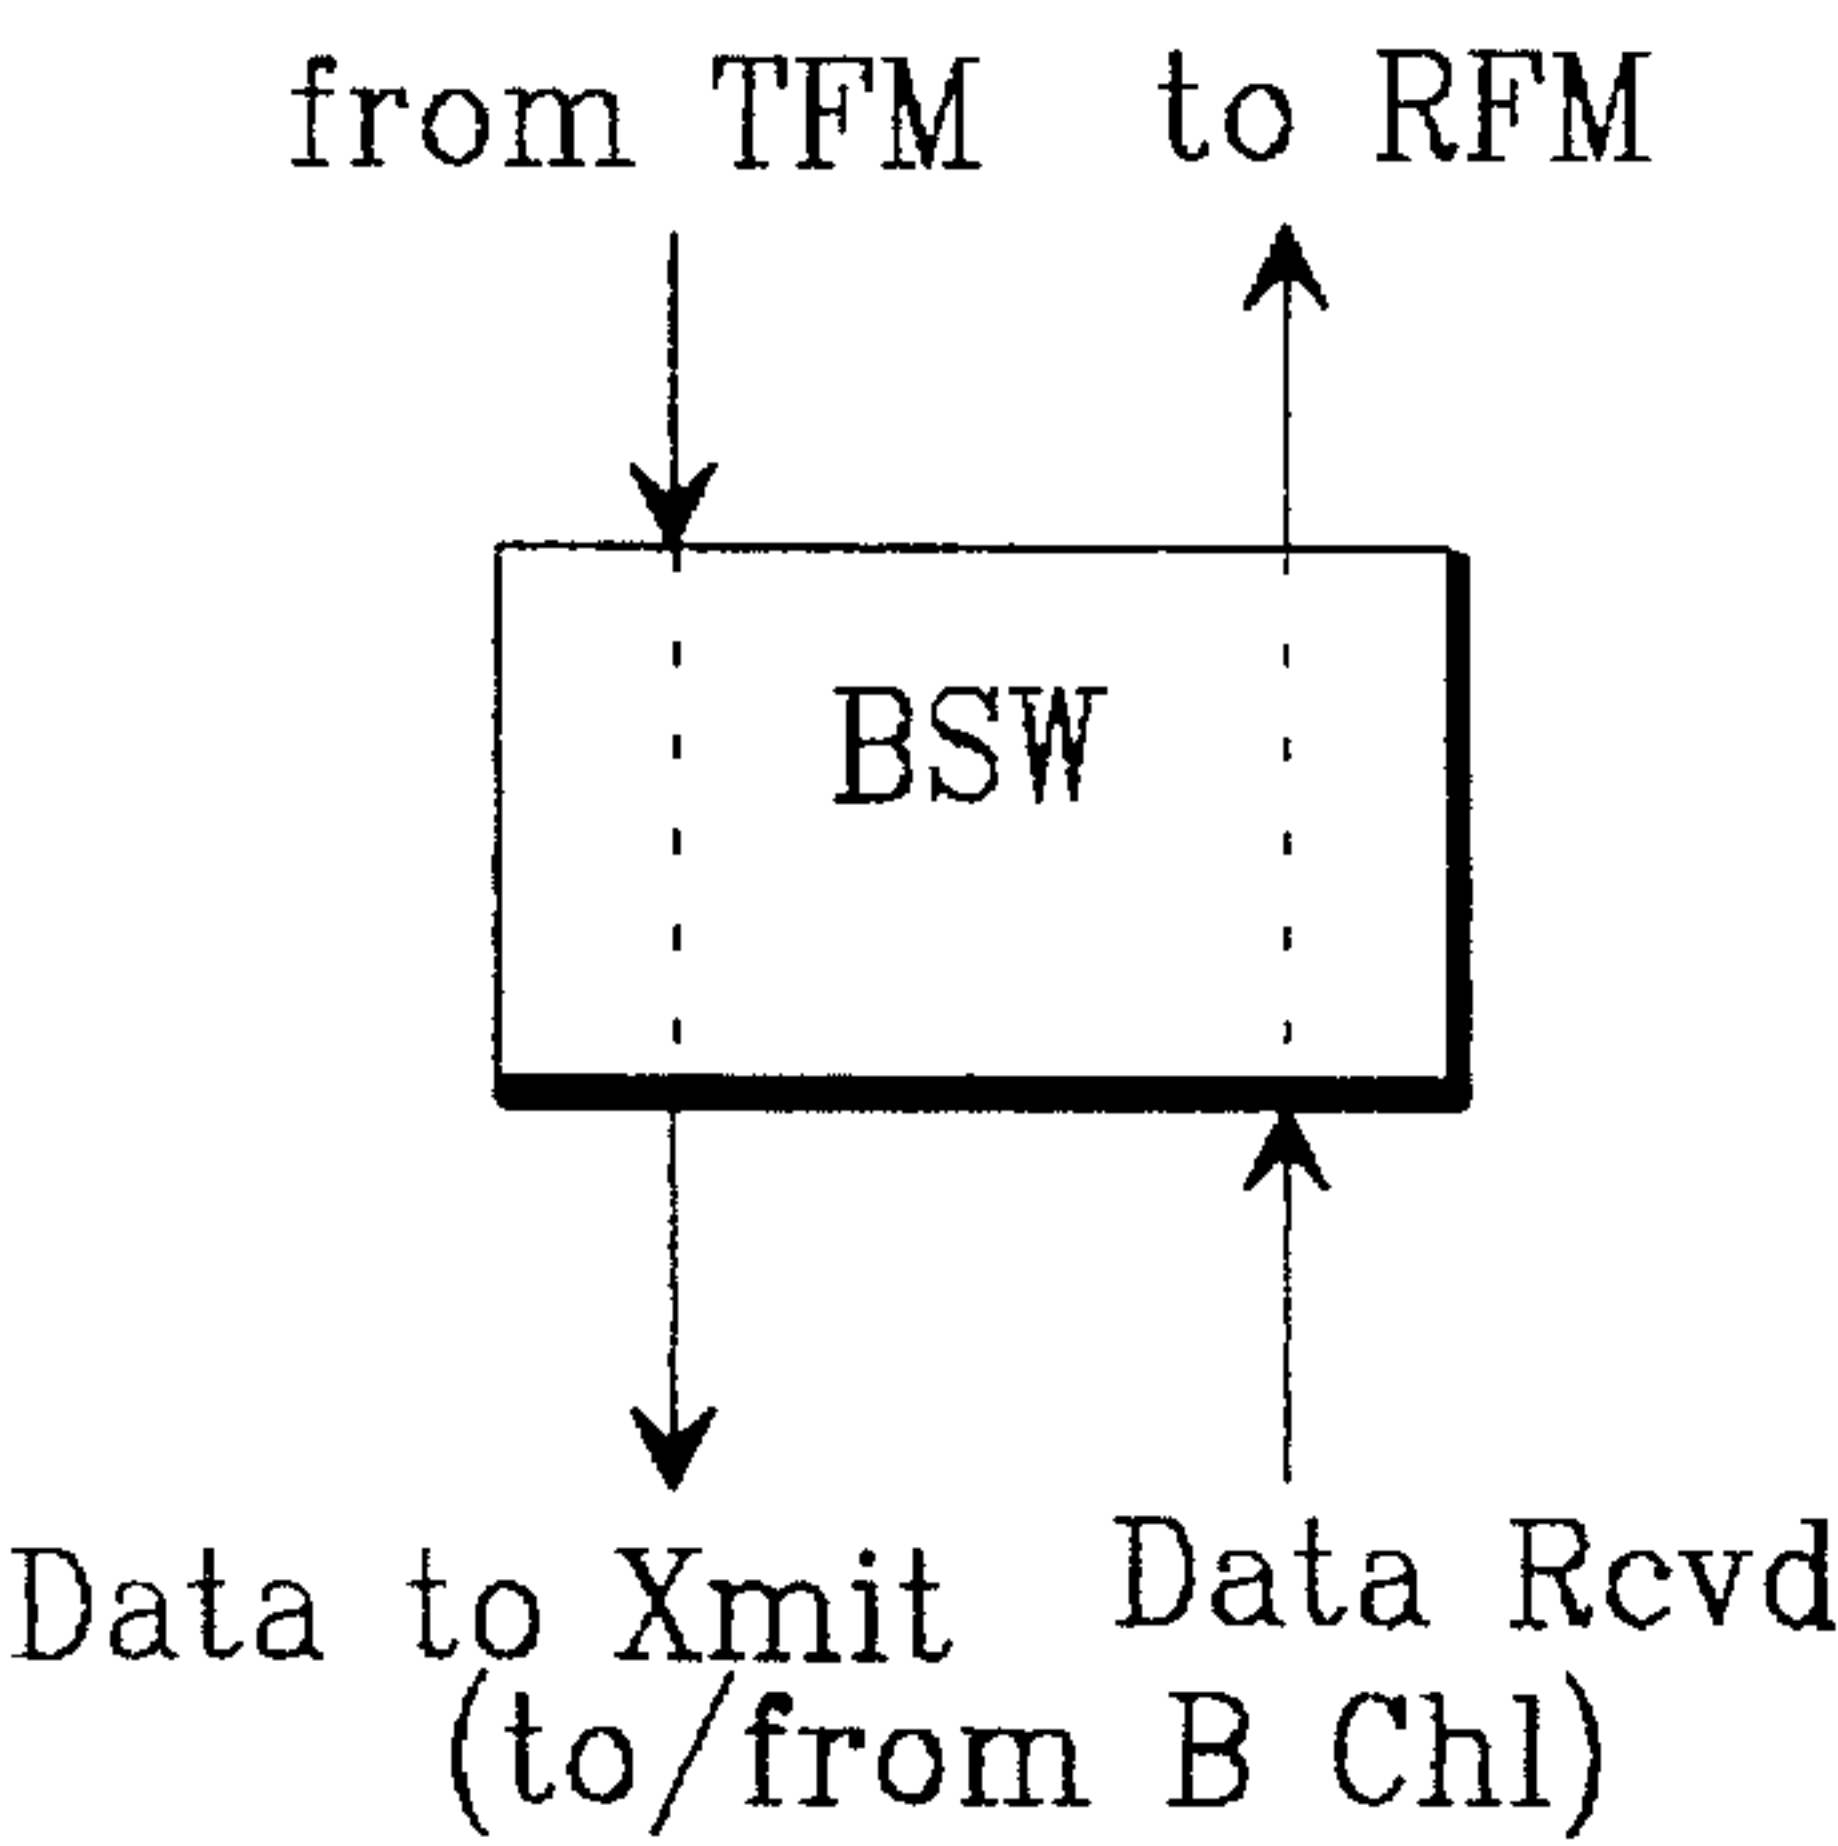 from TFM to RFM
BSW
Data to Xmit Data Rcvd
(to/from B Chl)